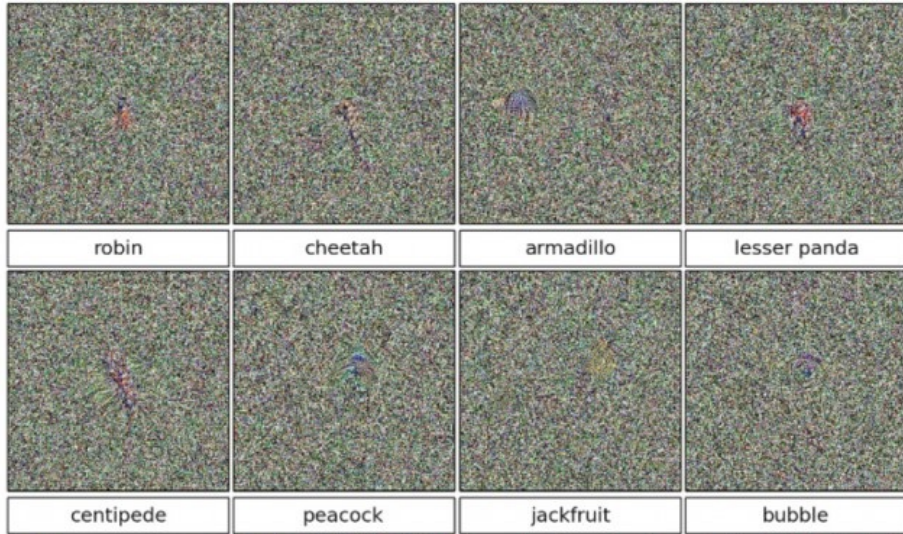 robin
cheetah
armadillo
lesser panda
centipede
peacock
jackfruit
bubble